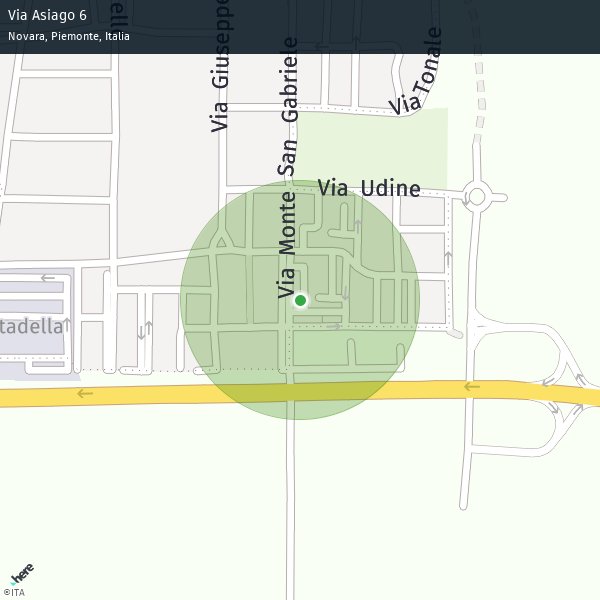 Via Asiago 6
Novara, Piemonte, Italia
Via Giuseppe
Via Monte San Gabriele
Via Tonale
Via Udine
tadella
here
©ITA